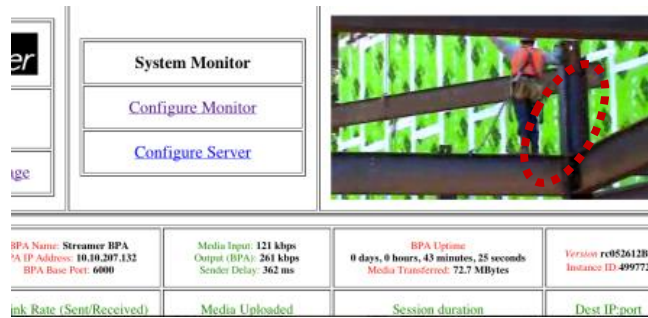 er
System Monitor
Configure Monitor
Configure Server
age
BPA Name: Streamer BPA
PA IP Address: 10.10.207.132
BPA Base Port: 6000
Media Input: 121 kbps
Output (BPA): 261 kbps
Sender Delay: 362 ms
BPA Uptime
0 days, 0 hours, 43 minutes, 25 seconds
Media Transferred: 72.7 MBytes
Version rc052612B
Instance ID 499772
ink Rate (Sent/Received)
Media Uploaded
Session duration
Dest IP:port